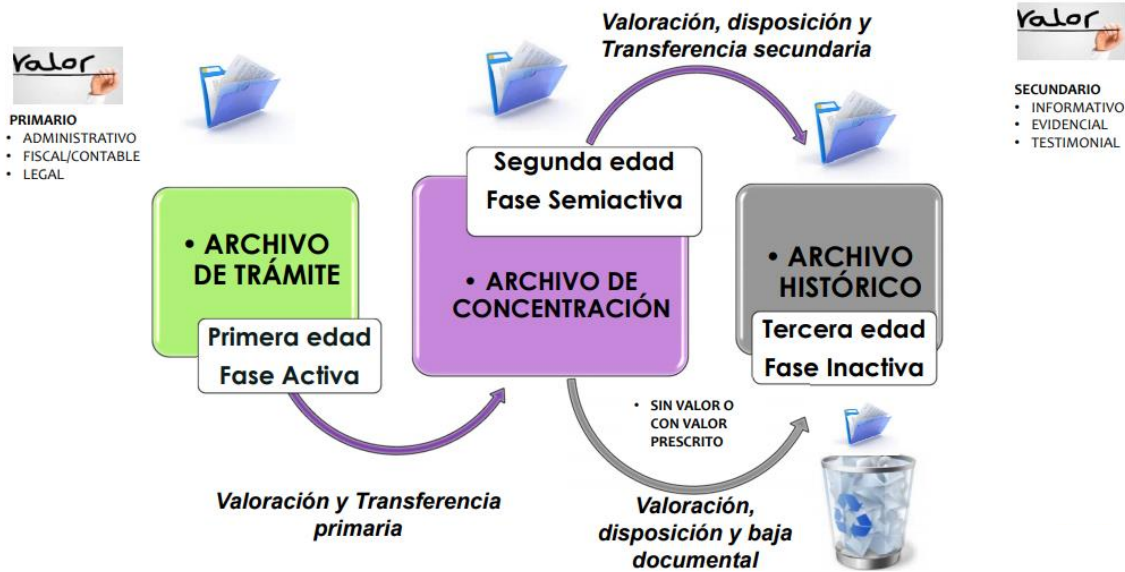 Valor
PRIMARIO
• ADMINISTRATIVO
• FISCAL/CONTABLE
• LEGAL
Valoración, disposición y
Transferencia secundaria
Valor
SECUNDARIO
• INFORMATIVO
• EVIDENCIAL
• TESTIMONIAL
• ARCHIVO
DE TRÁMITE
Primera edad
Fase Activa
Segunda edad
Fase Semiactiva
• ARCHIVO DE
CONCENTRACIÓN
• ARCHIVO
HISTÓRICO
Tercera edad
Fase Inactiva
• SIN VALOR O
CON VALOR
PRESCRITO
Valoración y Transferencia
primaria
Valoración,
disposición y baja
documental